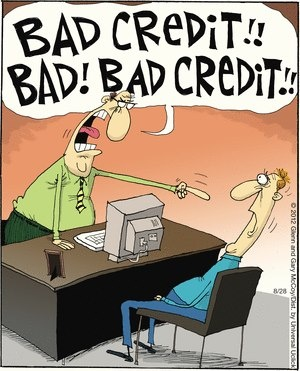 BAD CREDiT!!
BAD! BAD CREDiT!!
8/28
© 2012 Glenn and Gary McCoy/Dist. by Universal Uclick